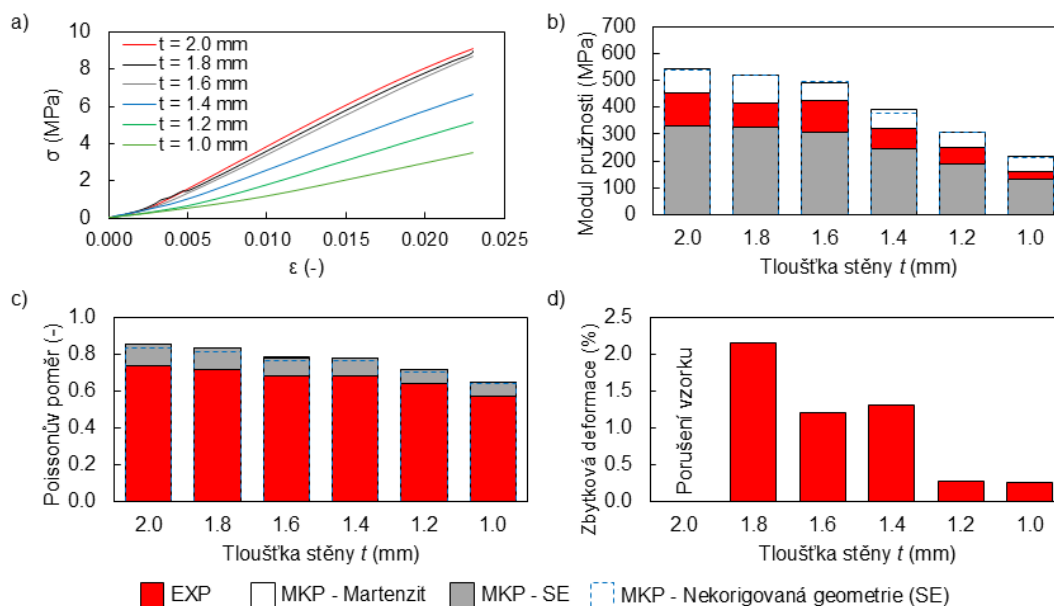 a)
t = 2.0 mm
t = 1.8 mm
t = 1.6 mm
t = 1.4 mm
t = 1.2 mm
t = 1.0 mm
10
8
6
4
2
0
0.000 0.005 0.010 0.015 0.020 0.025
σ (MPa)
ε (-)
b)
Modul pružnosti (MPa)
700
600
500
400
300
200
100
0
2.0 1.8 1.6 1.4 1.2 1.0
Tloušťka stěny t (mm)
c)
Poissonův poměr (-)
1.0
0.8
0.6
0.4
0.2
0.0
2.0 1.8 1.6 1.4 1.2 1.0
Tloušťka stěny t (mm)
d)
Zbytková deformace (%)
2.5
2.0
1.5
1.0
0.5
0.0
Porušení vzorku
2.0 1.8 1.6 1.4 1.2 1.0
Tloušťka stěny t (mm)
EXP MKP - Martenzit MKP - SE MKP - Nekorigovaná geometrie (SE)